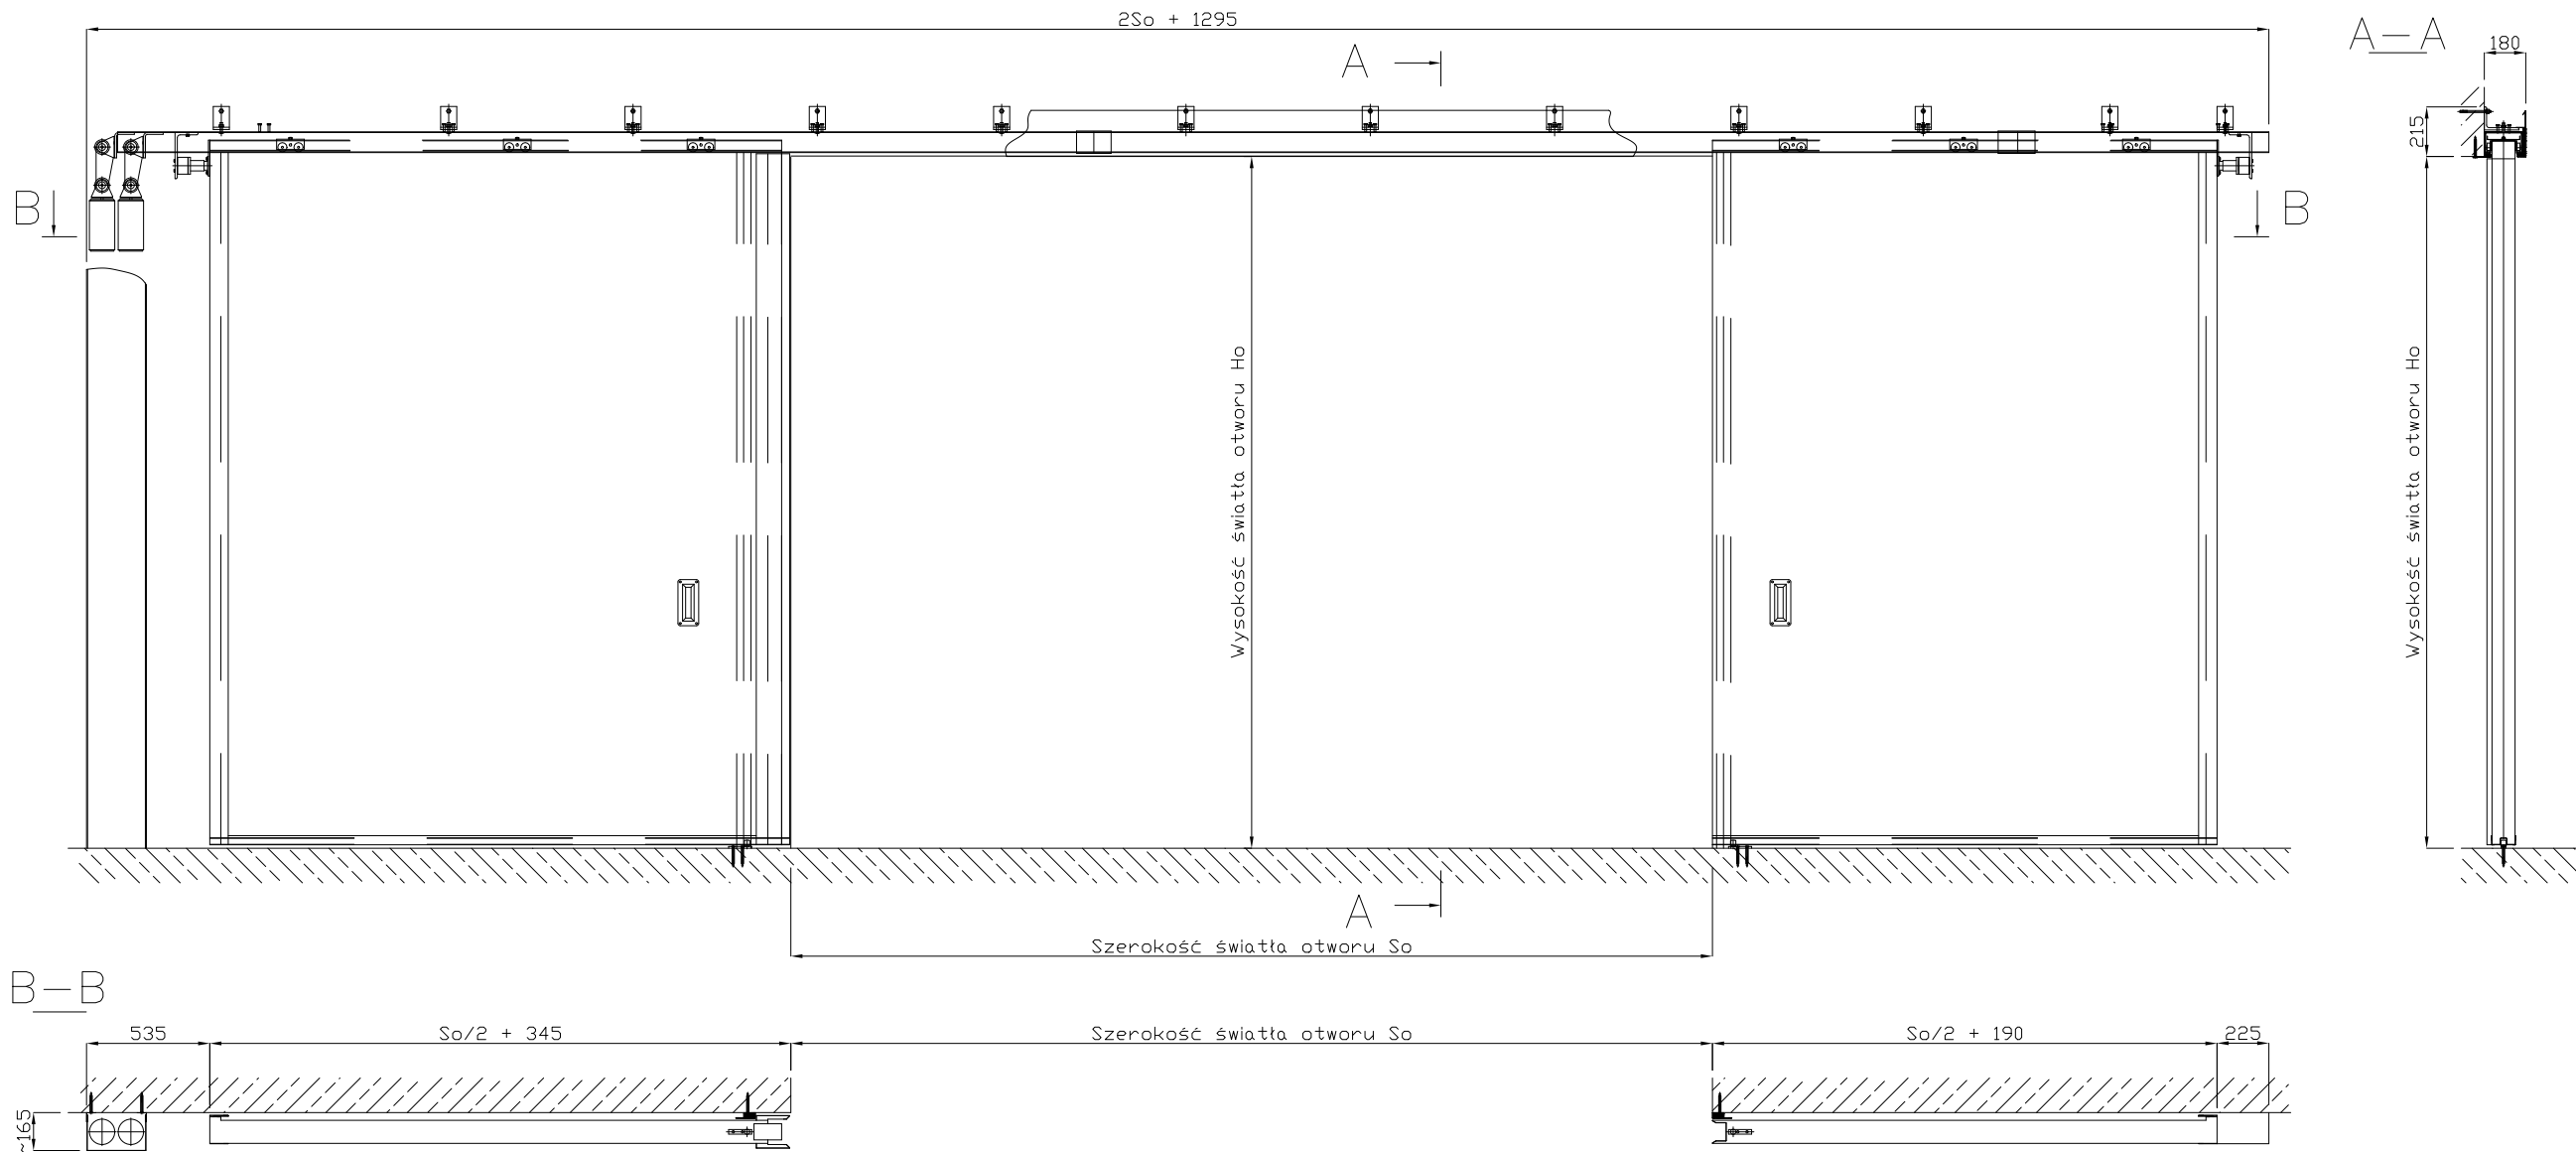 2So + 1295
A
A—A
180
215
B
B
Wysokość światła otworu Ho
Wysokość światła otworu Ho
A
Szerokość światła otworu So
B—B
535
So/2 + 345
Szerokość światła otworu So
So/2 + 190
225
~165